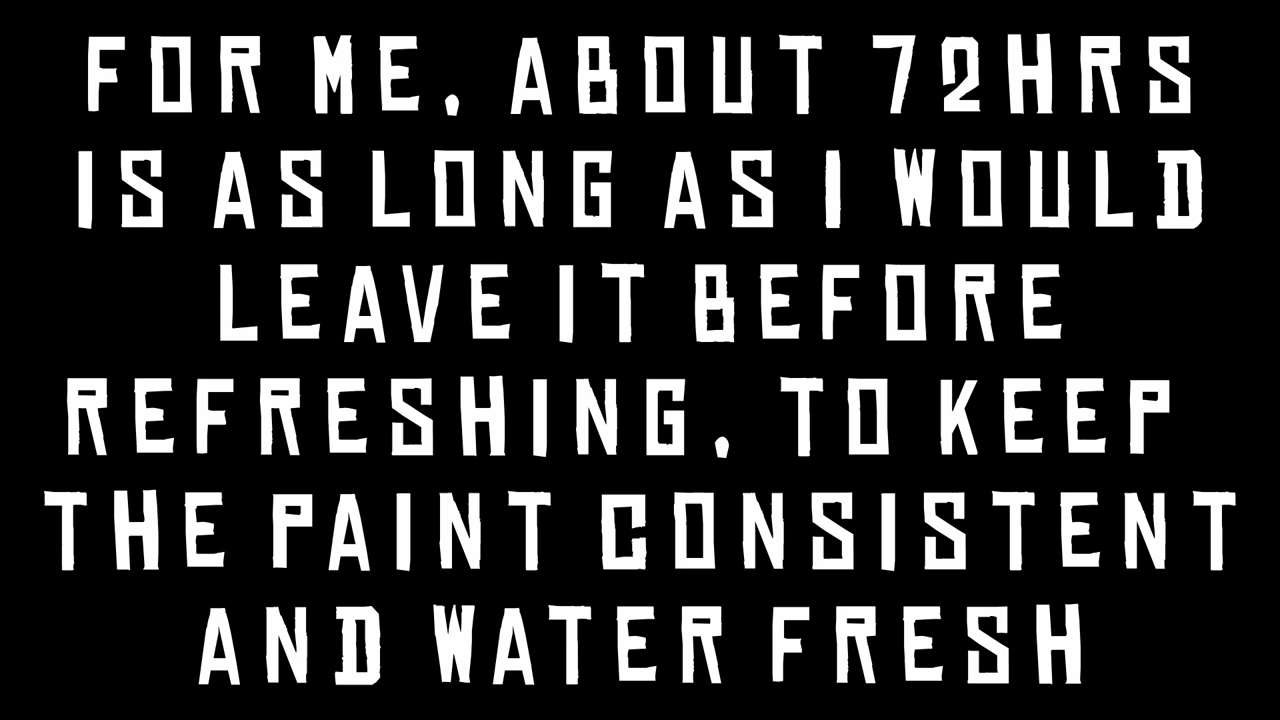 FOR ME, ABOUT 72HRS
IS AS LONG AS I WOULD
LEAVE IT BEFORE
REFRESHING, TO KEEP
THE PAINT CONSISTENT
AND WATER FRESH